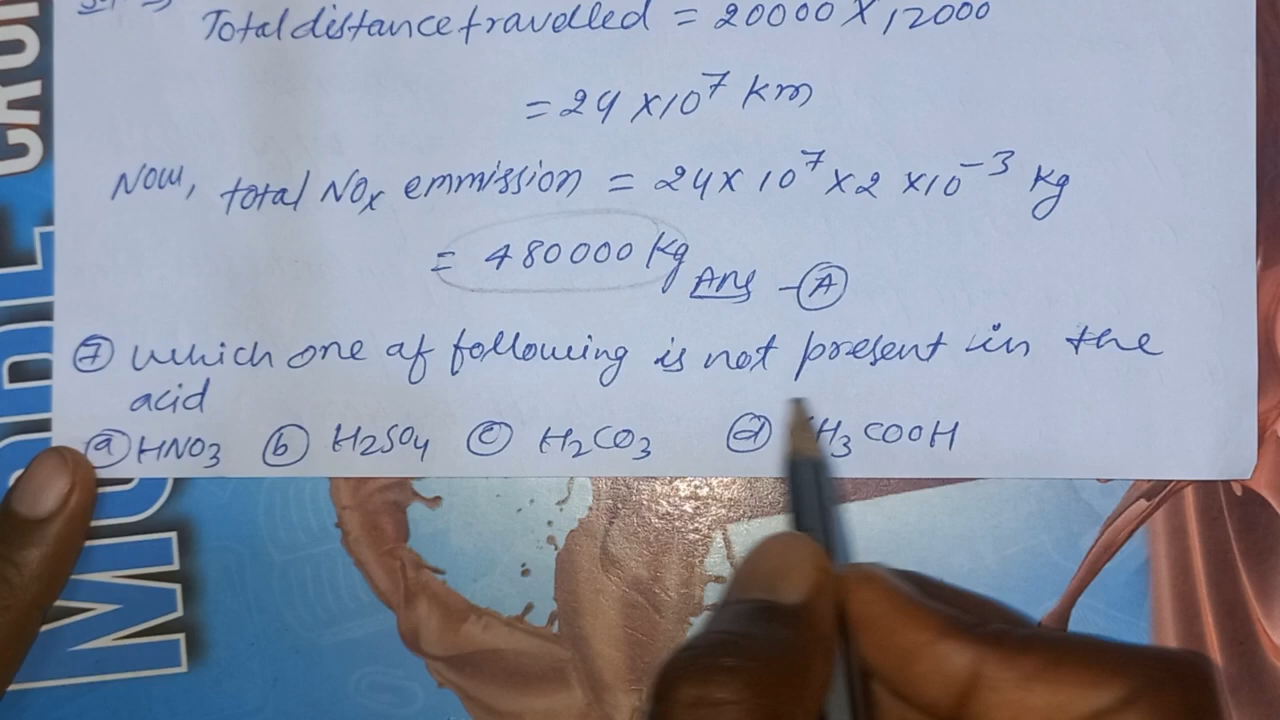 Total distance travelled = 20000 X 12000
= 24 x 10⁷ Km
Now, total NOx emmission = 24 x 10⁷ x 2 x 10⁻³ Kg
= 480000 Kg Ans - (A)
(7) which one of following is not present in the
acid
(a) HNO3 (b) H2SO4 (c) H2CO3 (d) H3COOH